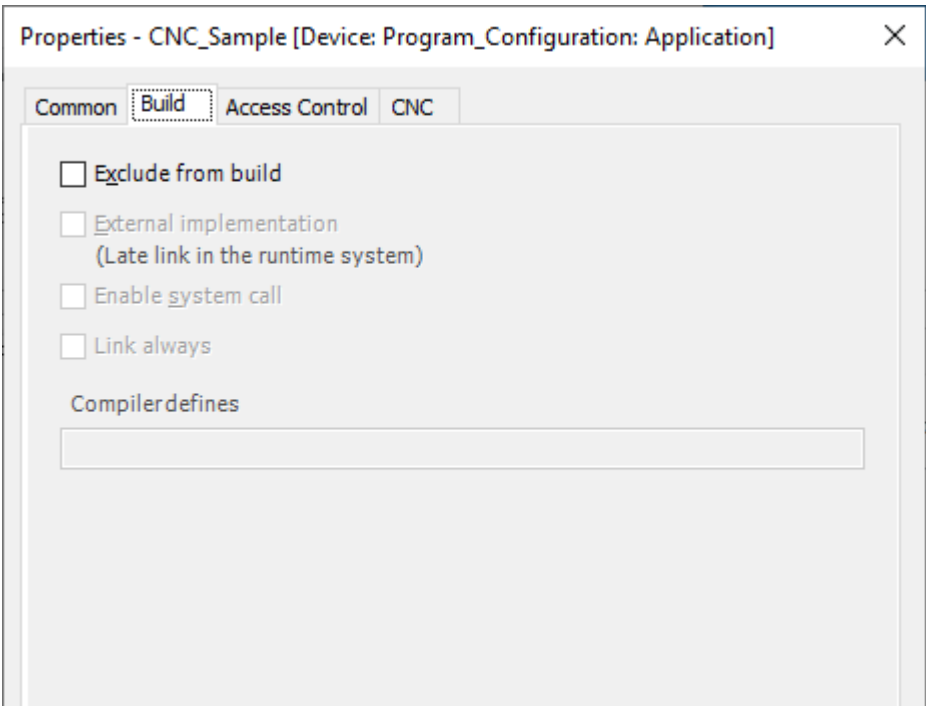 Properties - CNC_Sample [Device: Program_Configuration: Application]
Common Build Access Control CNC
Exclude from build
External implementation
(Late link in the runtime system)
Enable system call
Link always
Compilerdefines